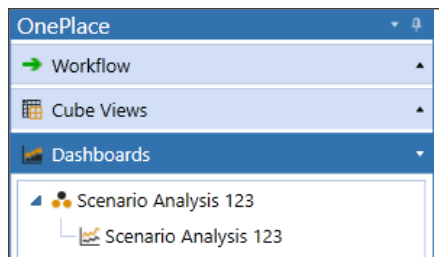 OnePlace
Workflow
Cube Views
Dashboards
Scenario Analysis 123
Scenario Analysis 123